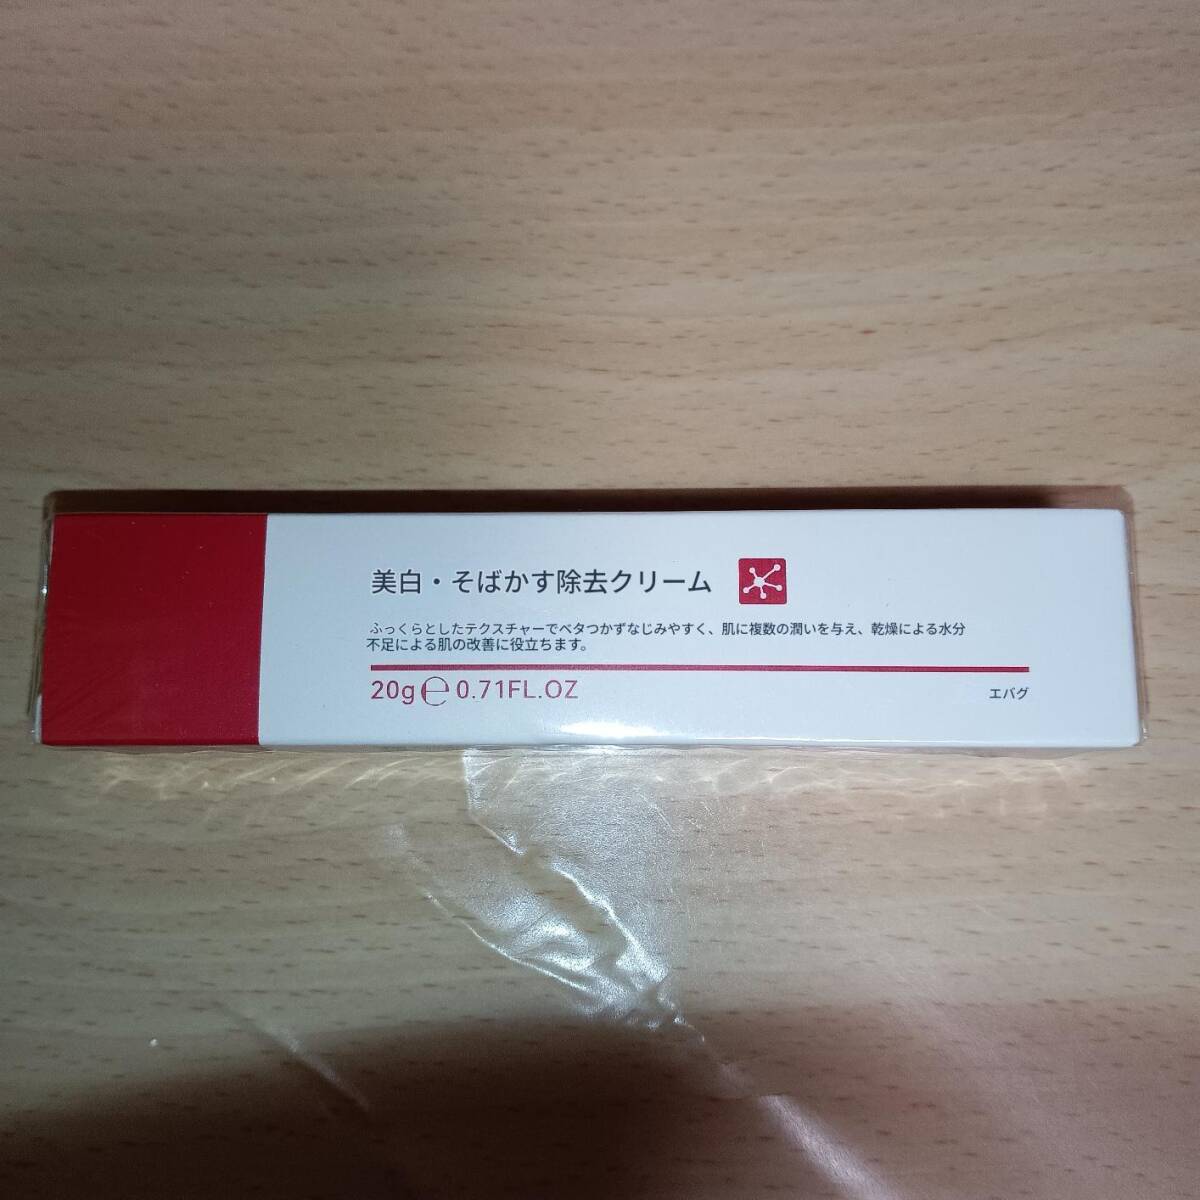 美白・そばかす除去クリーム
ふっくらとしたテクスチャーでベタつかずなじみやすく、肌に複数の潤いを与え、乾燥による水分
不足による肌の改善に役立ちます。
20g℮0.71FL.OZ
エバグ